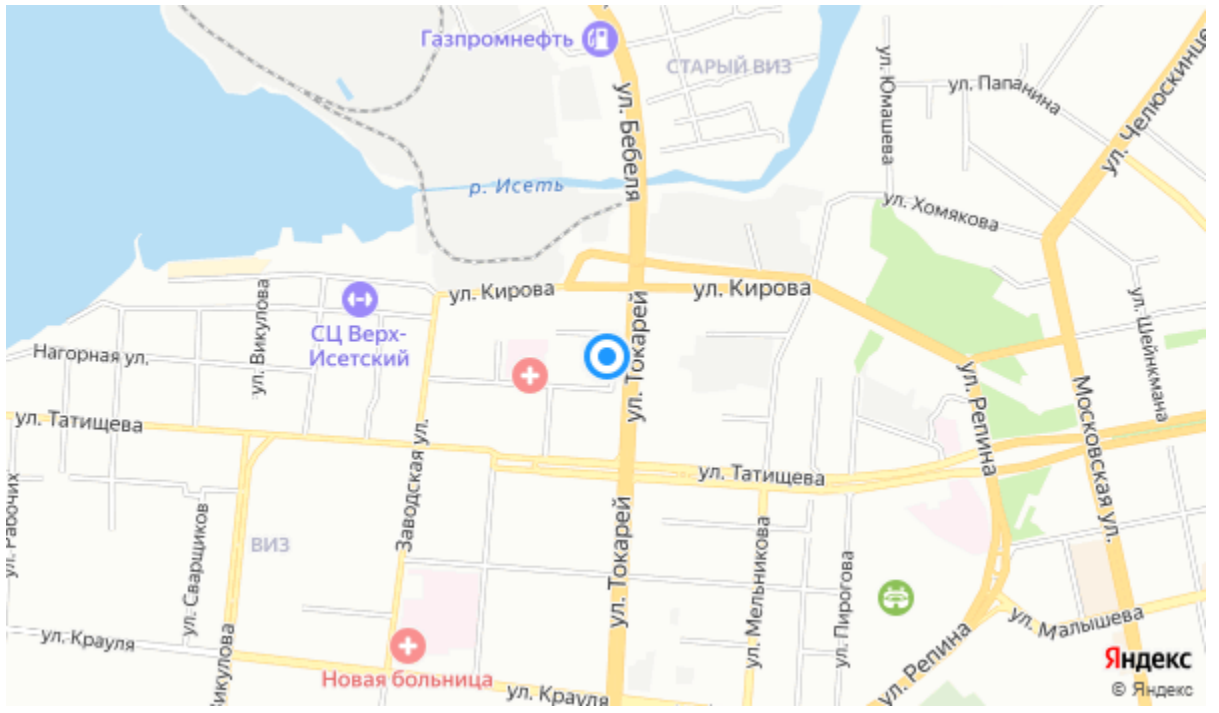 Газпромнефть
СТАРЫЙ ВИЗ
ул. Бебеля
ул. Юмашева
ул. Папанина
ул. Челюскинце
р. Исеть
ул. Хомякова
ул. Викулова
ул. Кирова
ул. Кирова
СЦ Верх-
Исетский
Нагорная ул.
ул. Токарей
ул. Шейнкмана
ул. Репина
Московская ул.
ул. Татищева
ул. Татищева
Заводская ул.
ул. Рабочих
ул. Сварщиков
ВИЗ
ул. Токарей
ул. Мельникова
ул. Пирогова
ул. Малышева
ул. Репина
ул. Крауля
Викулова
Новая больница
ул. Крауля
Яндекс
© Яндекс